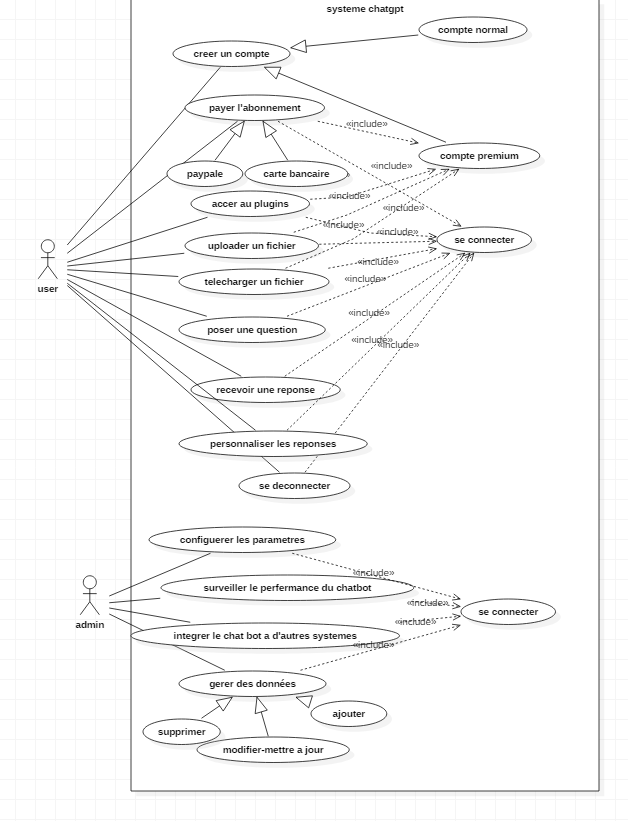 systeme chatgpt
compte normal
creer un compte
payer l'abonnement
«include»
compte premium
«include»
paypale
carte bancaire
«include»
accer au plugins
«include»
«include»
«include»
se connecter
uploader un fichier
user
«include»
telecharger un fichier
«include»
«include»
poser une question
«include»
«include»
recevoir une reponse
personnaliser les reponses
se deconnecter
configuerer les parametres
«include»
admin
surveiller le perfermance du chatbot
«include»
se connecter
«include»
integrer le chat bot a d'autres systemes
«include»
gerer des données
ajouter
supprimer
modifier-mettre a jour